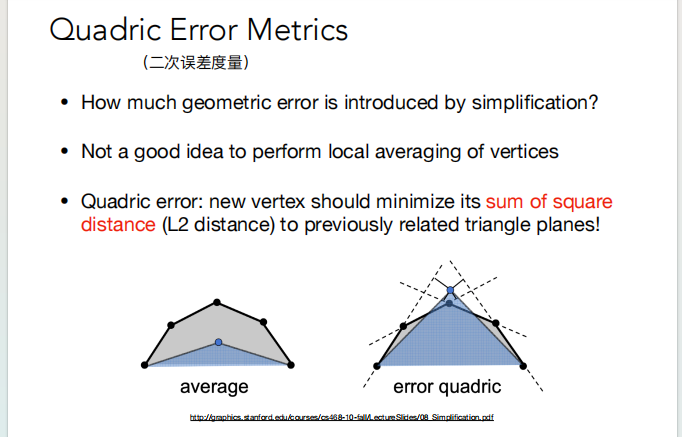 Quadric Error Metrics
（二次误差度量）
• How much geometric error is introduced by simplification?
• Not a good idea to perform local averaging of vertices
• Quadric error: new vertex should minimize its sum of square
distance (L2 distance) to previously related triangle planes!
average
error quadric
http://graphics.stanford.edu/courses/cs468-10-fall/LectureSlides/08_Simplification.pdf